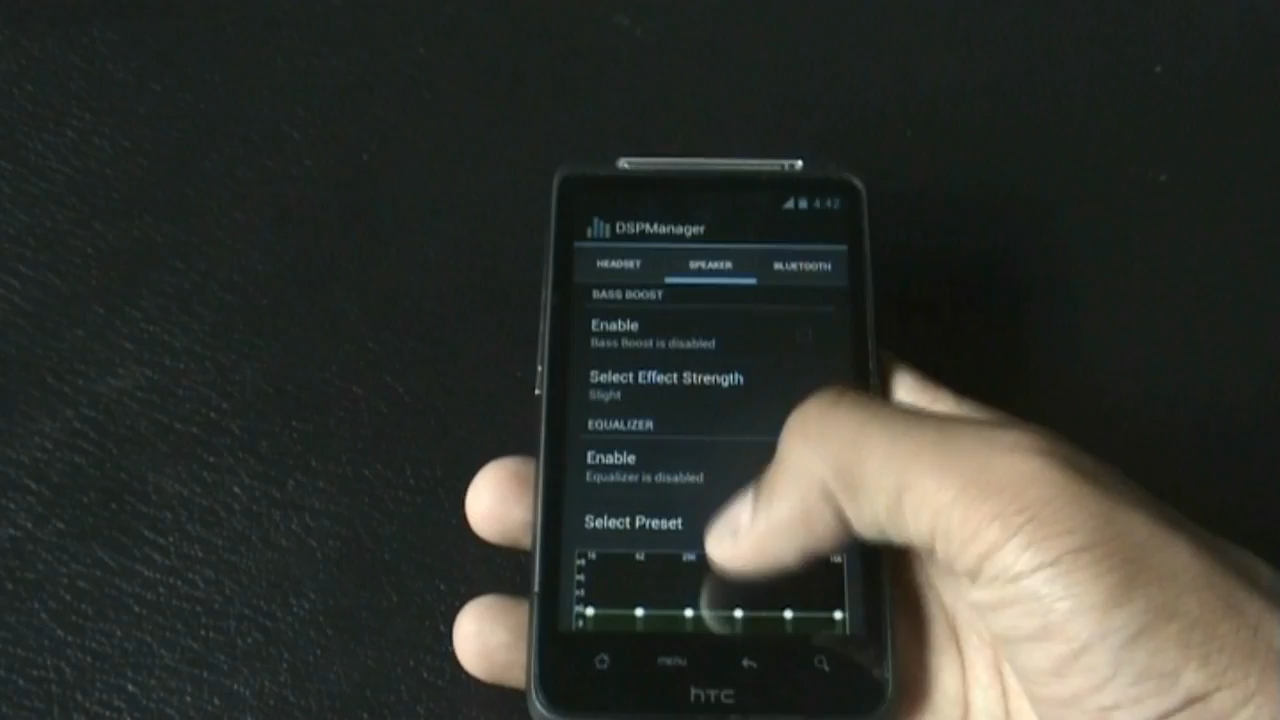 4:42
DSPManager
HEADSET SPEAKER BLUETOOTH
BASS BOOST
Enable
Bass Boost is disabled
Select Effect Strength
Slight
EQUALIZER
Enable
Equalizer is disabled
Select Preset
menu
hTC